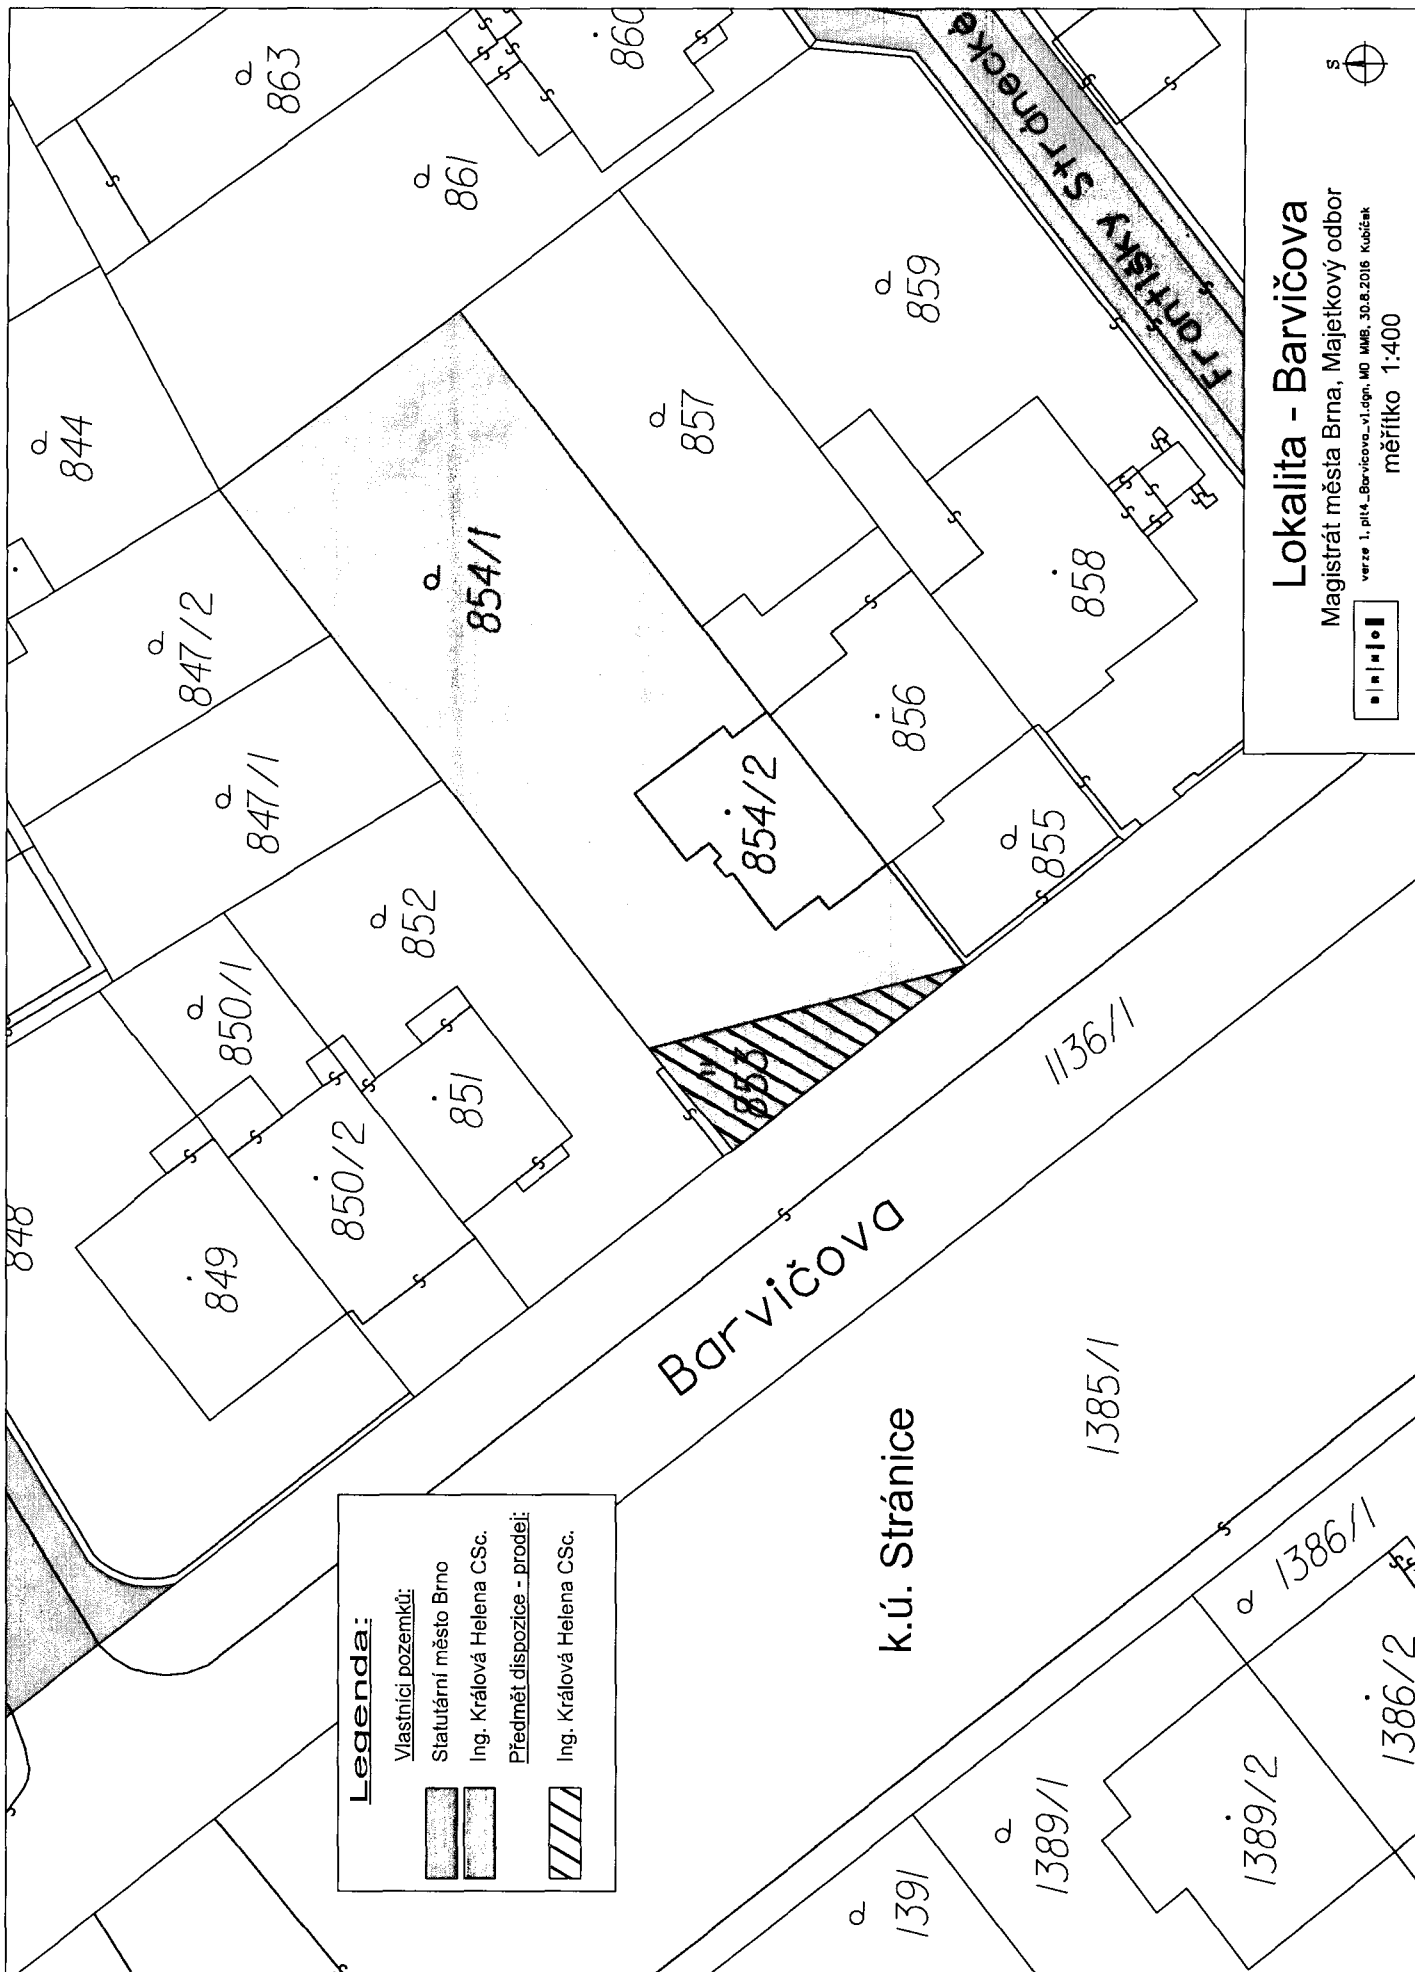 Legenda:
Vlastníci pozemků:
Statutární město Brno
Ing. Králová Helena CSc.
Předmět dispozice - prodej:
Ing. Králová Helena CSc.
848
849
850/2
850/1
851
852
847/1
847/2
844
863
861
860
854/1
854/2
853
857
859
856
858
855
Barvičova
1136/1
k.ú. Stránice
1385/1
1386/1
1386/2
1389/1
1389/2
1391
Františky Stránecké
S
Lokalita - Barvičova
Magistrát města Brna, Majetkový odbor
verze 1, plt4_Barvicova_v1.dgn, MO MMB, 30.8.2016 Kubíček
měřítko 1:400
B|R|N|O